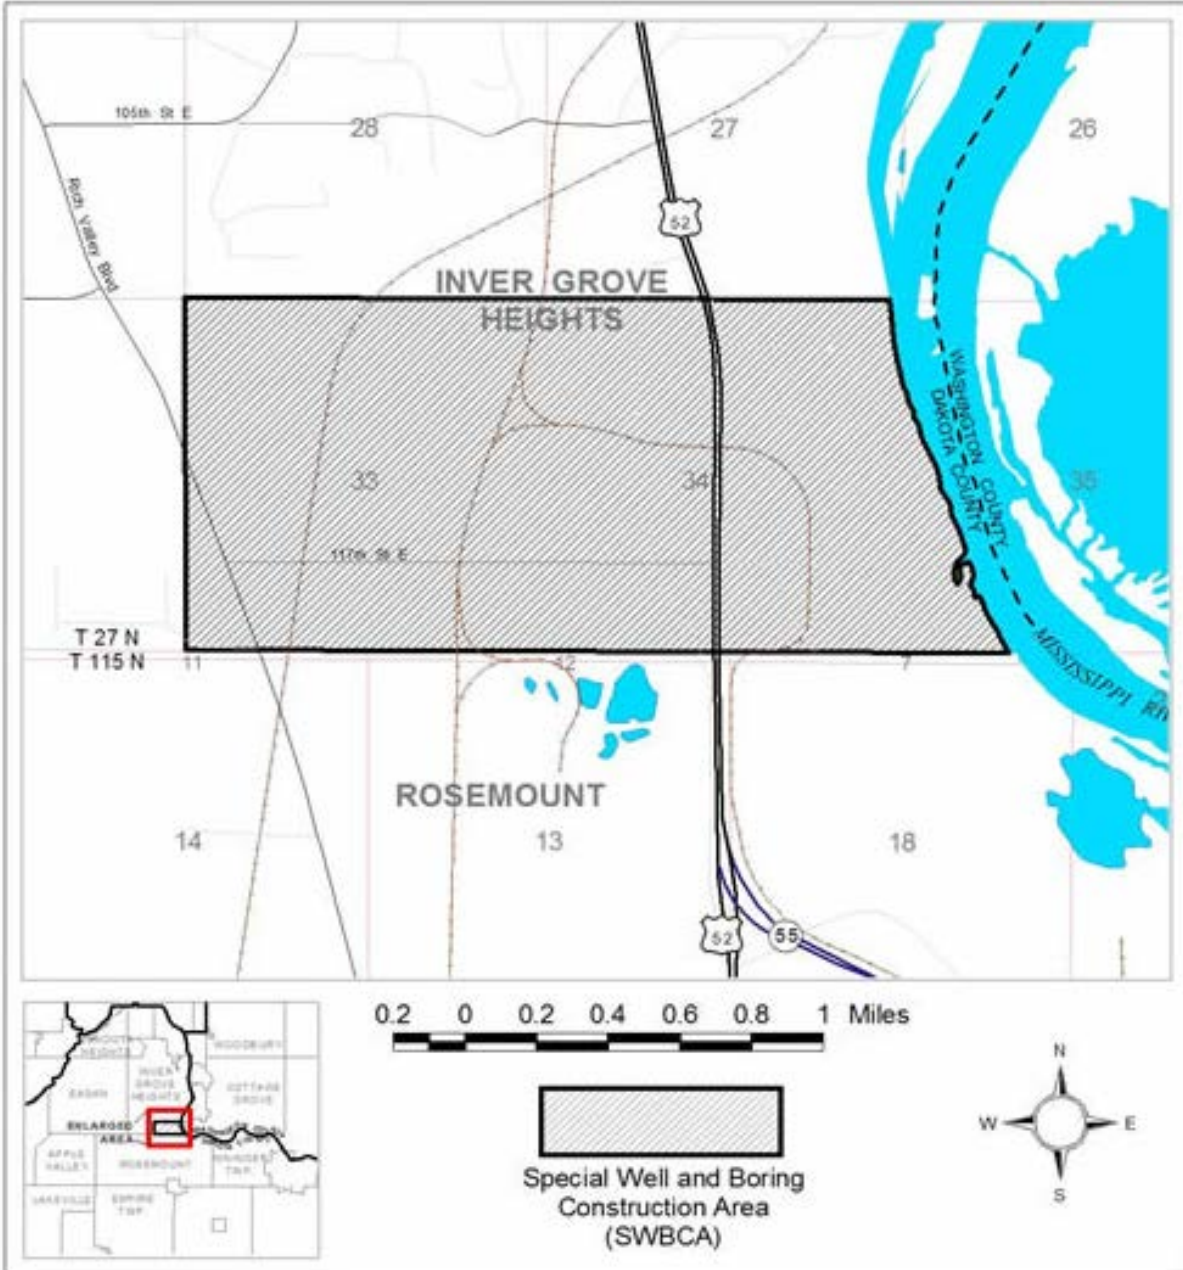 105th St E
28
27
26
Rich Valley Blvd
52
INVER GROVE
HEIGHTS
WASHINGTON COUNTY
DAKOTA COUNTY
33
34
35
117th St E
T 27 N
T 115 N
11
12
7
MISSISSIPPI
ROSEMOUNT
14
13
18
52
55
0.2 0 0.2 0.4 0.6 0.8 1 Miles
HEIGHTS
WOODBURY
INVER
GROVE
HEIGHTS
EAGAN
COTTAGE
GROVE
ENLARGED
AREA
APPLE
VALLEY
ROSEMOUNT
TWP.
LAKEVILLE
EMPIRE
TWP.
Special Well and Boring
Construction Area
(SWBCA)
N
W
E
S